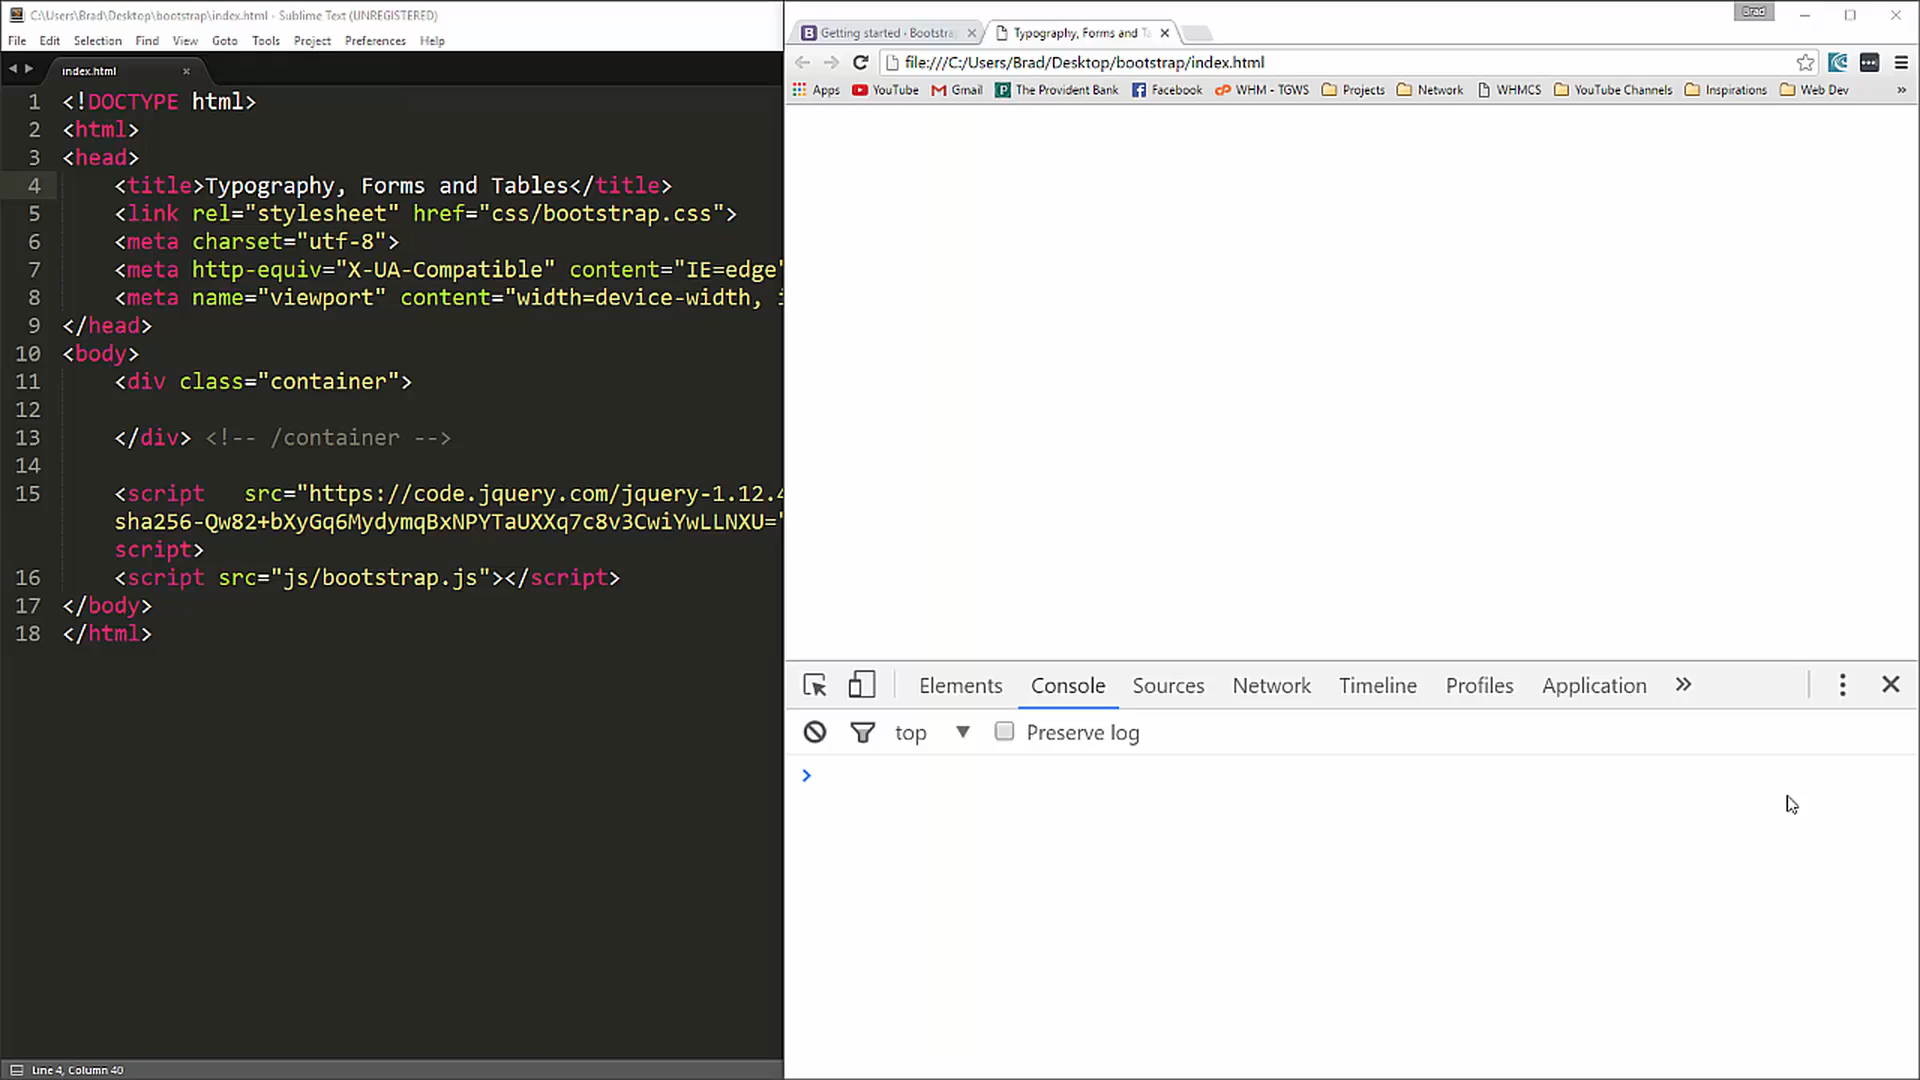 C:\Users\Brad\Desktop\bootstrap\index.html - Sublime Text (UNREGISTERED)
File Edit Selection Find View Goto Tools Project Preferences Help
index.html
1 <!DOCTYPE html>
2 <html>
3 <head>
4 <title>Typography, Forms and Tables</title>
5 <link rel="stylesheet" href="css/bootstrap.css">
6 <meta charset="utf-8">
7 <meta http-equiv="X-UA-Compatible" content="IE=edge"
8 <meta name="viewport" content="width=device-width,
9 </head>
10 <body>
11 <div class="container">
12
13 </div> <!-- /container -->
14
15 <script src="https://code.jquery.com/jquery-1.12.4
sha256-Qw82+bXyGq6MydymqBxNPYTaUXXq7c8v3CwiYwLLNXU="
script>
16 <script src="js/bootstrap.js"></script>
17 </body>
18 </html>
Line 4, Column 40
Brad
Getting started · Bootstra
Typography, Forms and Ta
file:///C:/Users/Brad/Desktop/bootstrap/index.html
Apps YouTube Gmail The Provident Bank Facebook WHM - TGWS Projects Network WHMCS YouTube Channels Inspirations Web Dev »
Elements Console Sources Network Timeline Profiles Application »
top Preserve log
>